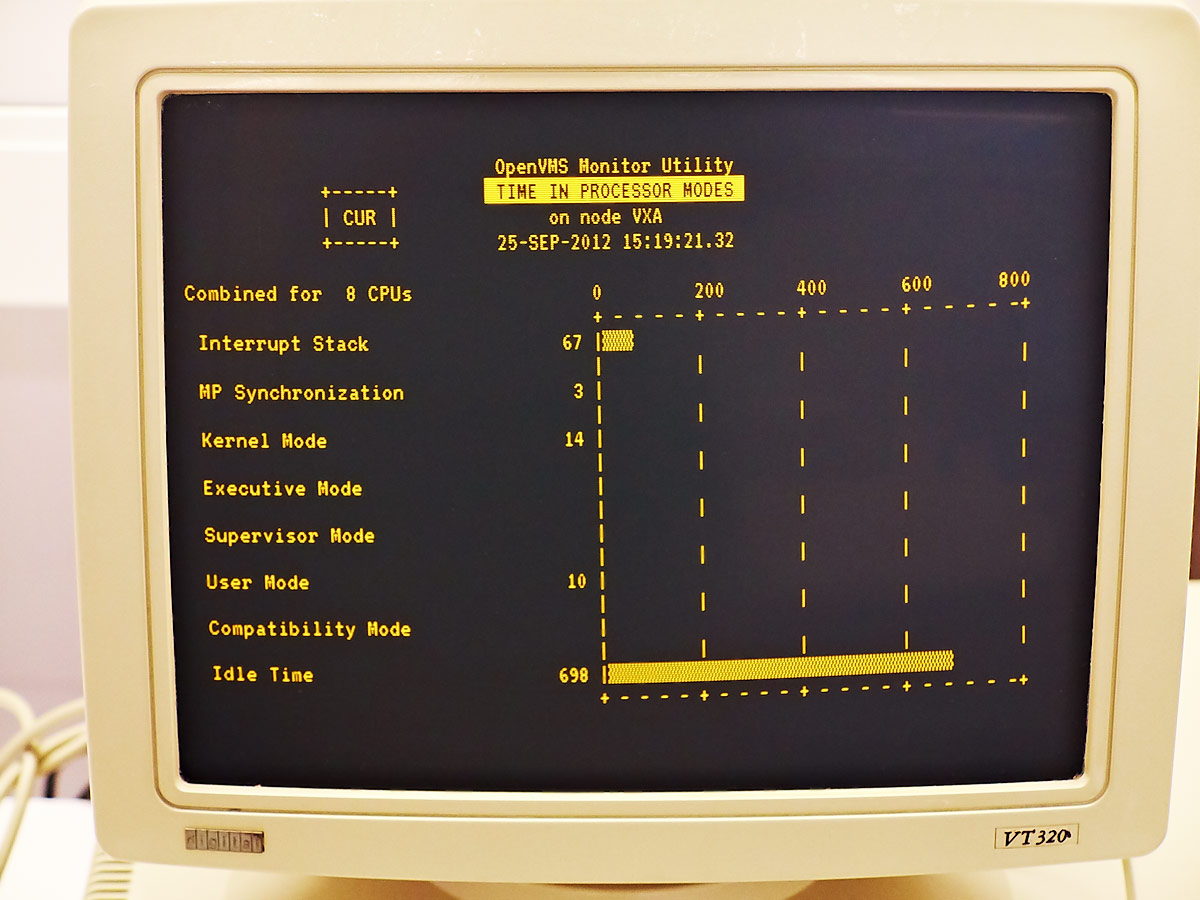 OpenVMS Monitor Utility
+-----+ TIME IN PROCESSOR MODES
| CUR | on node VXA
+-----+ 25-SEP-2012 15:19:21.32
Combined for 8 CPUs 0 200 400 600 800
+ - - - - + - - - - + - - - - + - - - - -+
Interrupt Stack 67
MP Synchronization 3
Kernel Mode 14
Executive Mode
Supervisor Mode
User Mode 10
Compatibility Mode
Idle Time 698
+ - - - - + - - - - + - - - - + - - - - -+
digital VT320